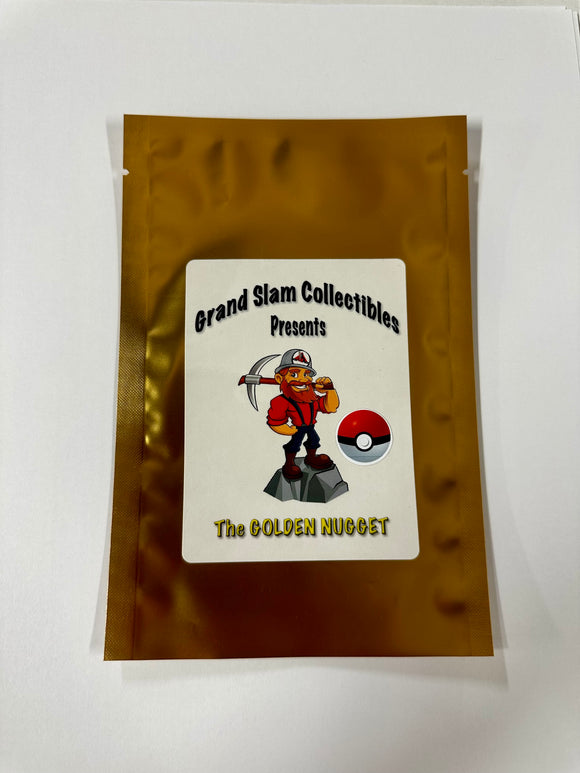 Grand Slam Collectibles
Presents
The GOLDEN NUGGET